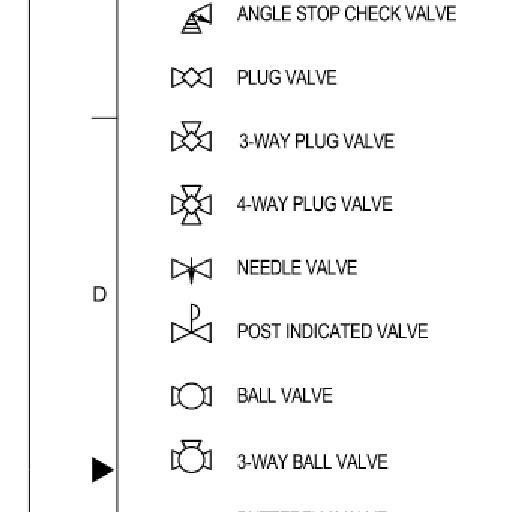 ANGLE STOP CHECK VALVE
PLUG VALVE
3-WAY PLUG VALVE
4-WAY PLUG VALVE
NEEDLE VALVE
D
POST INDICATED VALVE
BALL VALVE
3-WAY BALL VALVE